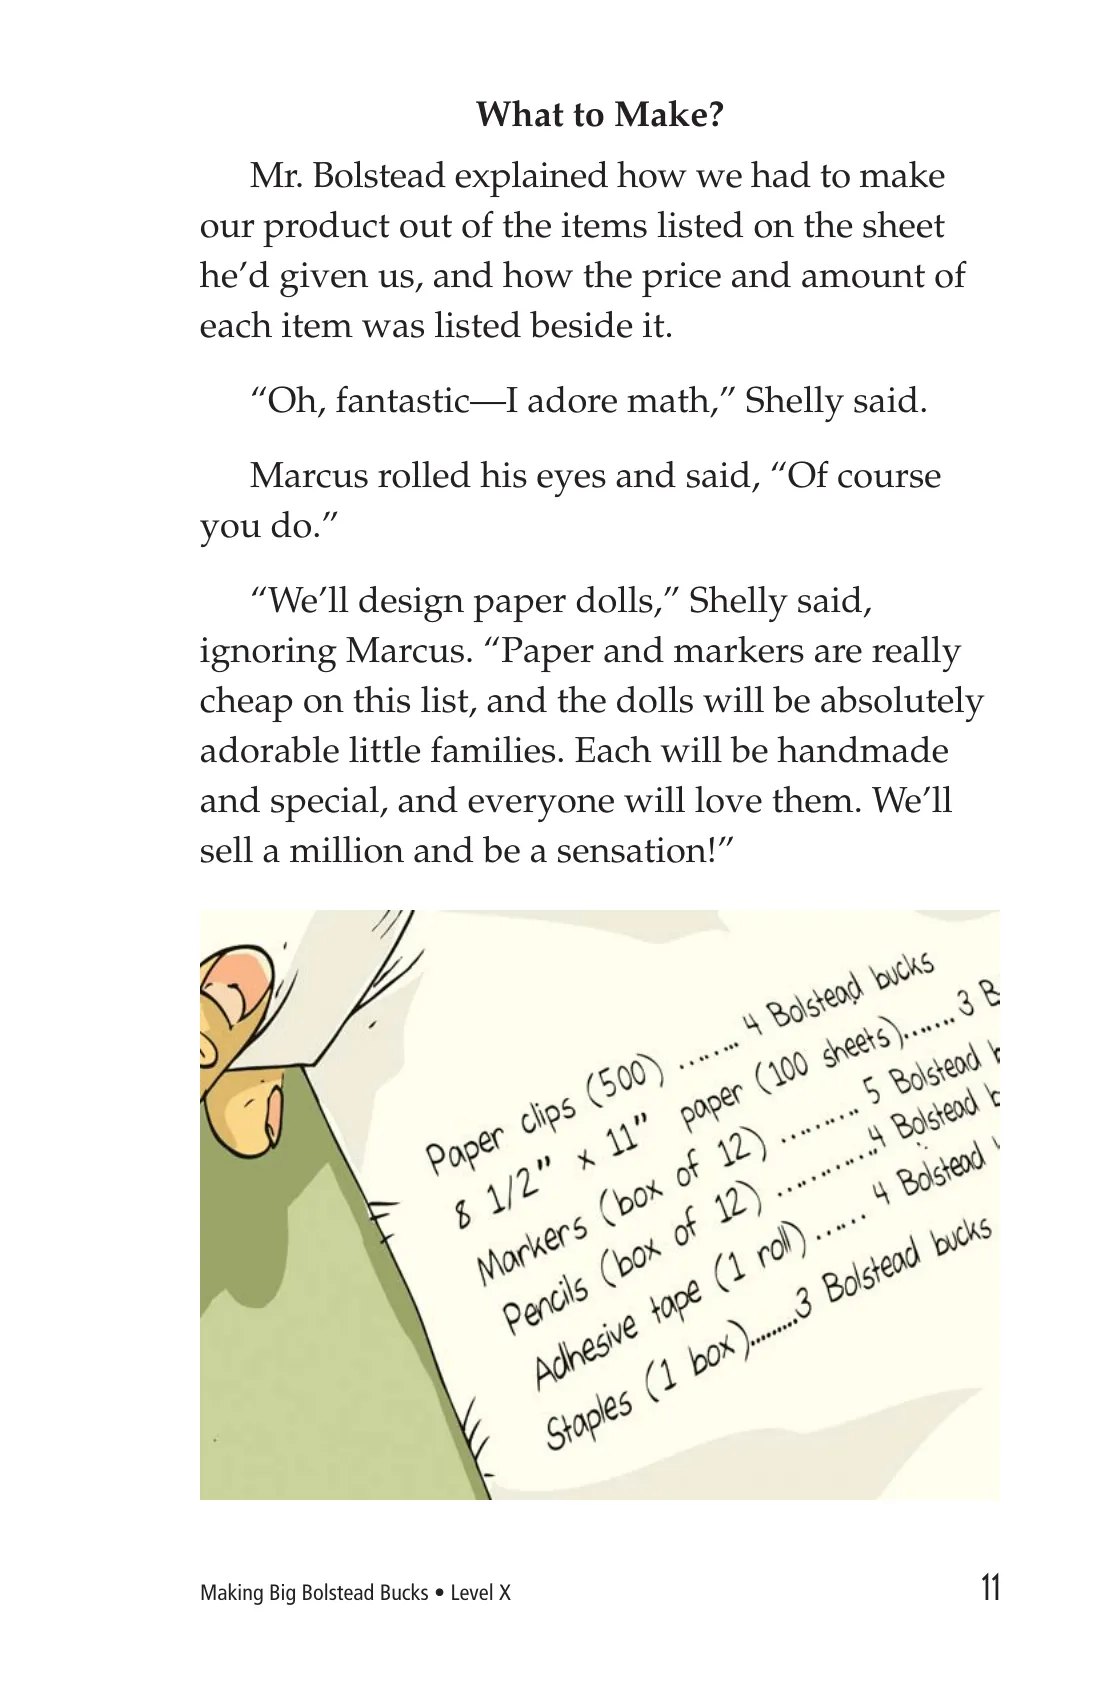 What to Make?
Mr. Bolstead explained how we had to make
our product out of the items listed on the sheet
he’d given us, and how the price and amount of
each item was listed beside it.
“Oh, fantastic—I adore math,” Shelly said.
Marcus rolled his eyes and said, “Of course
you do.”
“We’ll design paper dolls,” Shelly said,
ignoring Marcus. “Paper and markers are really
cheap on this list, and the dolls will be absolutely
adorable little families. Each will be handmade
and special, and everyone will love them. We’ll
sell a million and be a sensation!”
Paper clips (500) ........ 4 Bolstead bucks
8 1/2” x 11” paper (100 sheets)....... 3 B
Markers (box of 12) .......... 5 Bolstead b
Pencils (box of 12) ............4 Bolstead b
Adhesive tape (1 roll) ...... 4 Bolstead
Staples (1 box).........3 Bolstead bucks
Making Big Bolstead Bucks • Level X
11